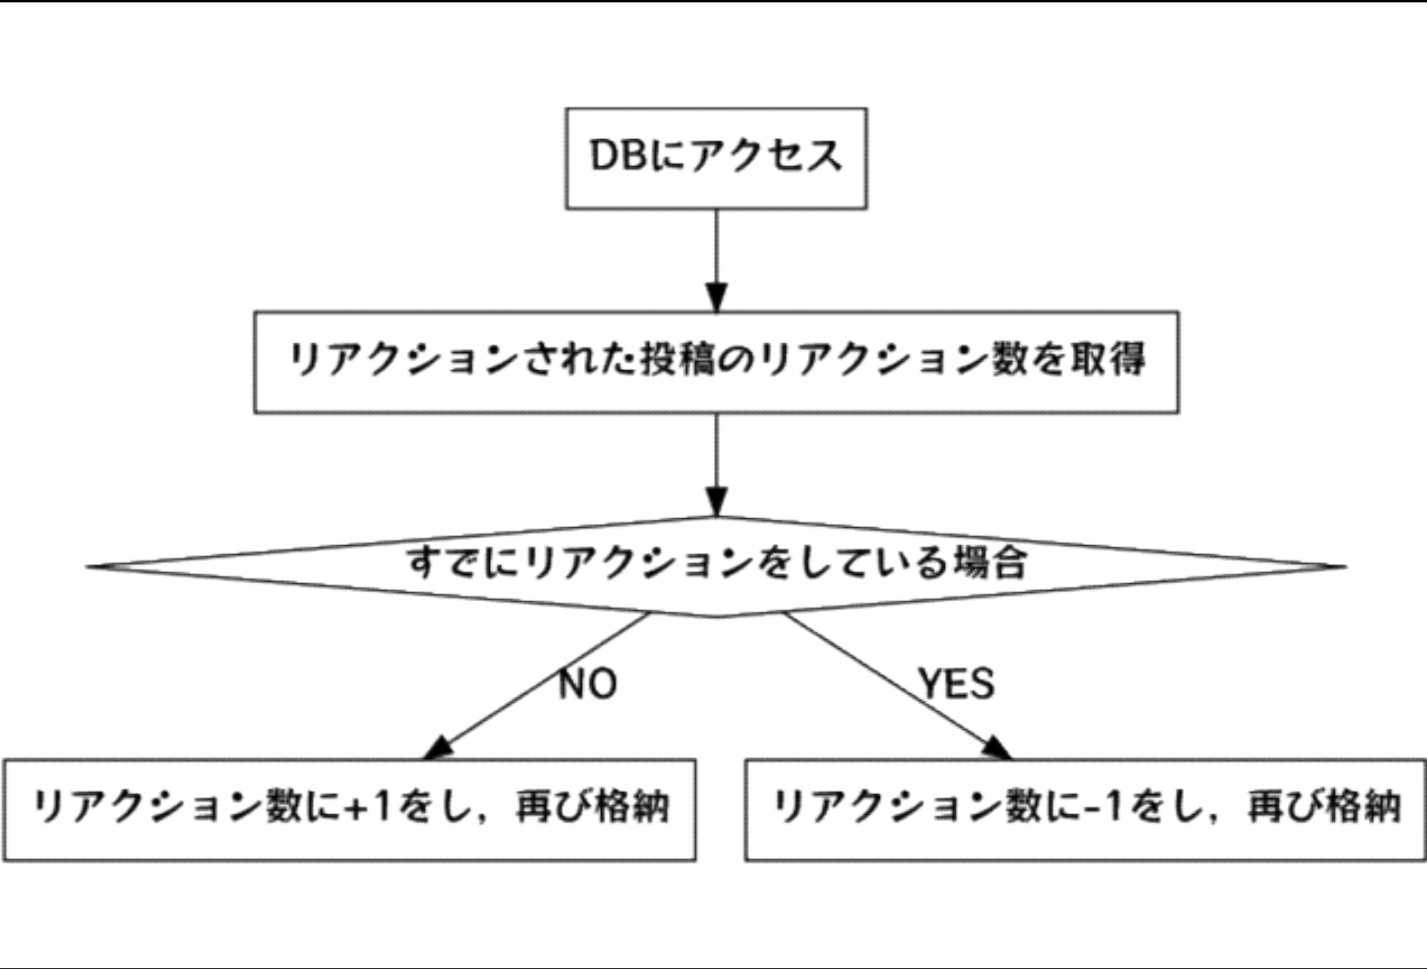 DBにアクセス
リアクションされた投稿のリアクション数を取得
すでにリアクションをしている場合
NO
YES
リアクション数に+1をし，再び格納
リアクション数に-1をし，再び格納